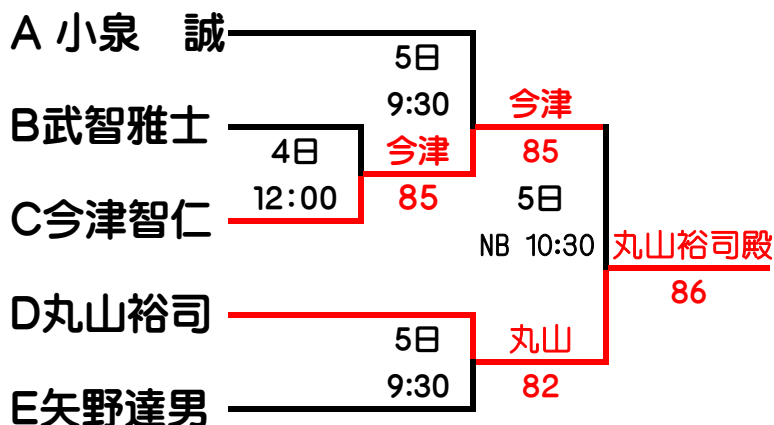 A 小泉　誠
5日
9:30
今津
85
B武智雅士
4日
12:00
今津
85
C今津智仁
5日
NB 10:30
丸山裕司殿
86
D丸山裕司
5日
9:30
丸山
82
E矢野達男